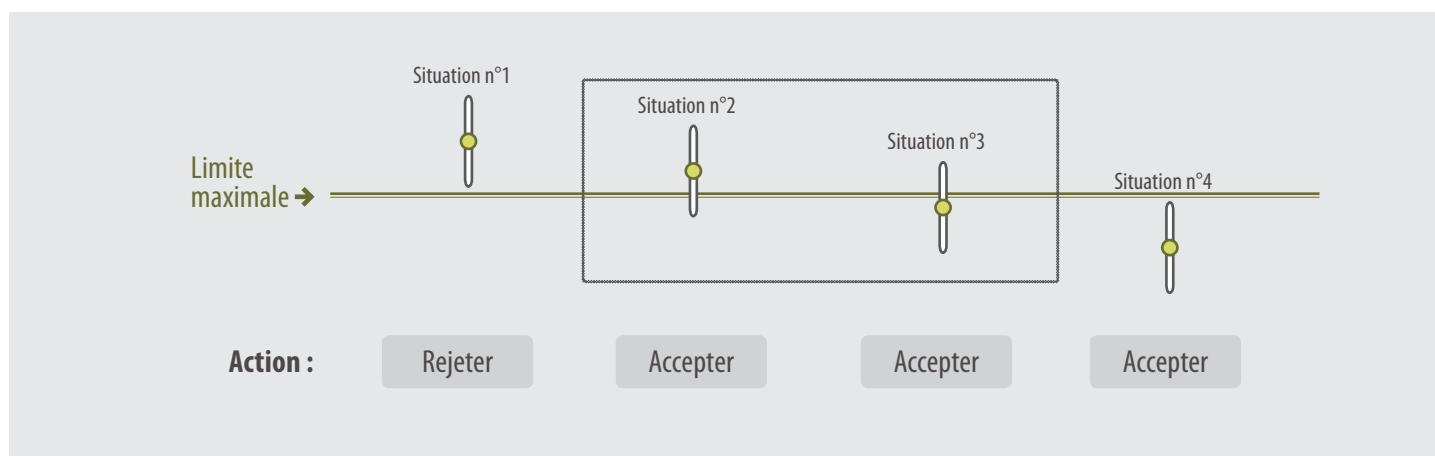 Situation n°1
Situation n°2
Situation n°3
Situation n°4
Limite
maximale →
Action :
Rejeter
Accepter
Accepter
Accepter